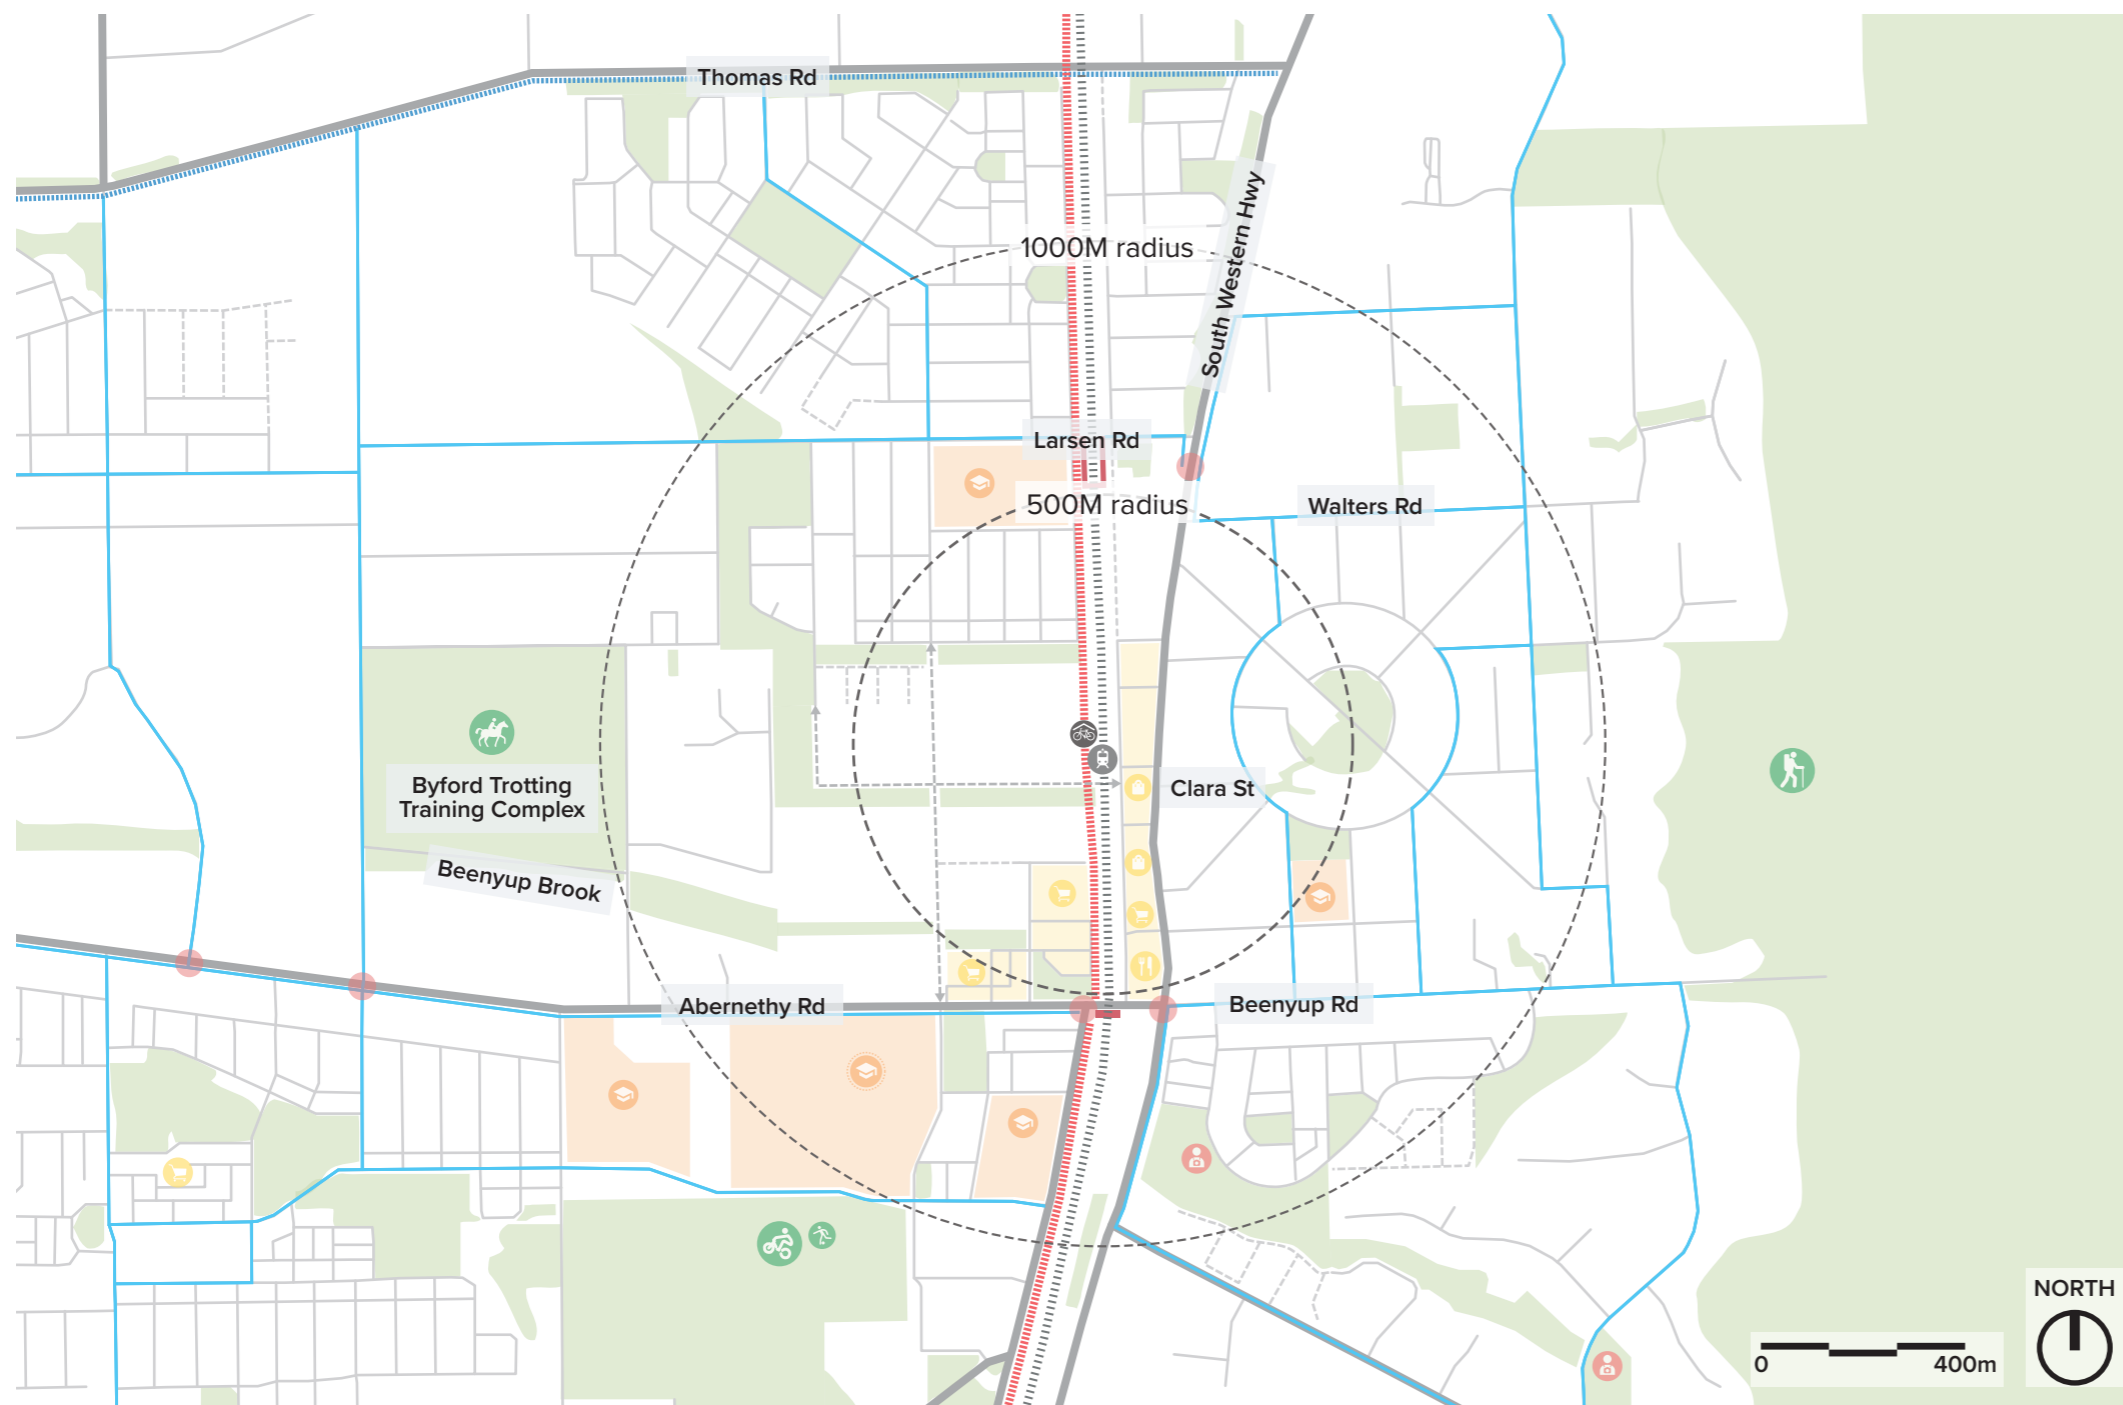 Thomas Rd
South Western Hwy
1000M radius
Larsen Rd
500M radius
Walters Rd
Byford Trotting
Training Complex
Clara St
Beenyup Brook
Abernethy Rd
Beenyup Rd
NORTH
0
400m